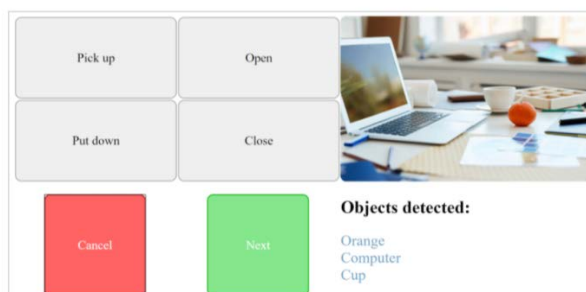 Pick up
Open
Put down
Close
Cancel
Next
Objects detected:
Orange
Computer
Cup